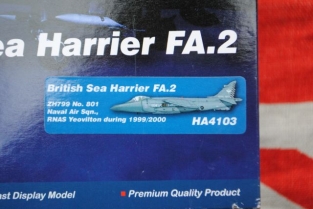 ea Harrier FA.2
British Sea Harrier FA.2
ZH799 No. 801
Naval Air Sqn.,
RNAS Yeovilton during 1999/2000
HA4103
ast Display Model
Premium Quality Product